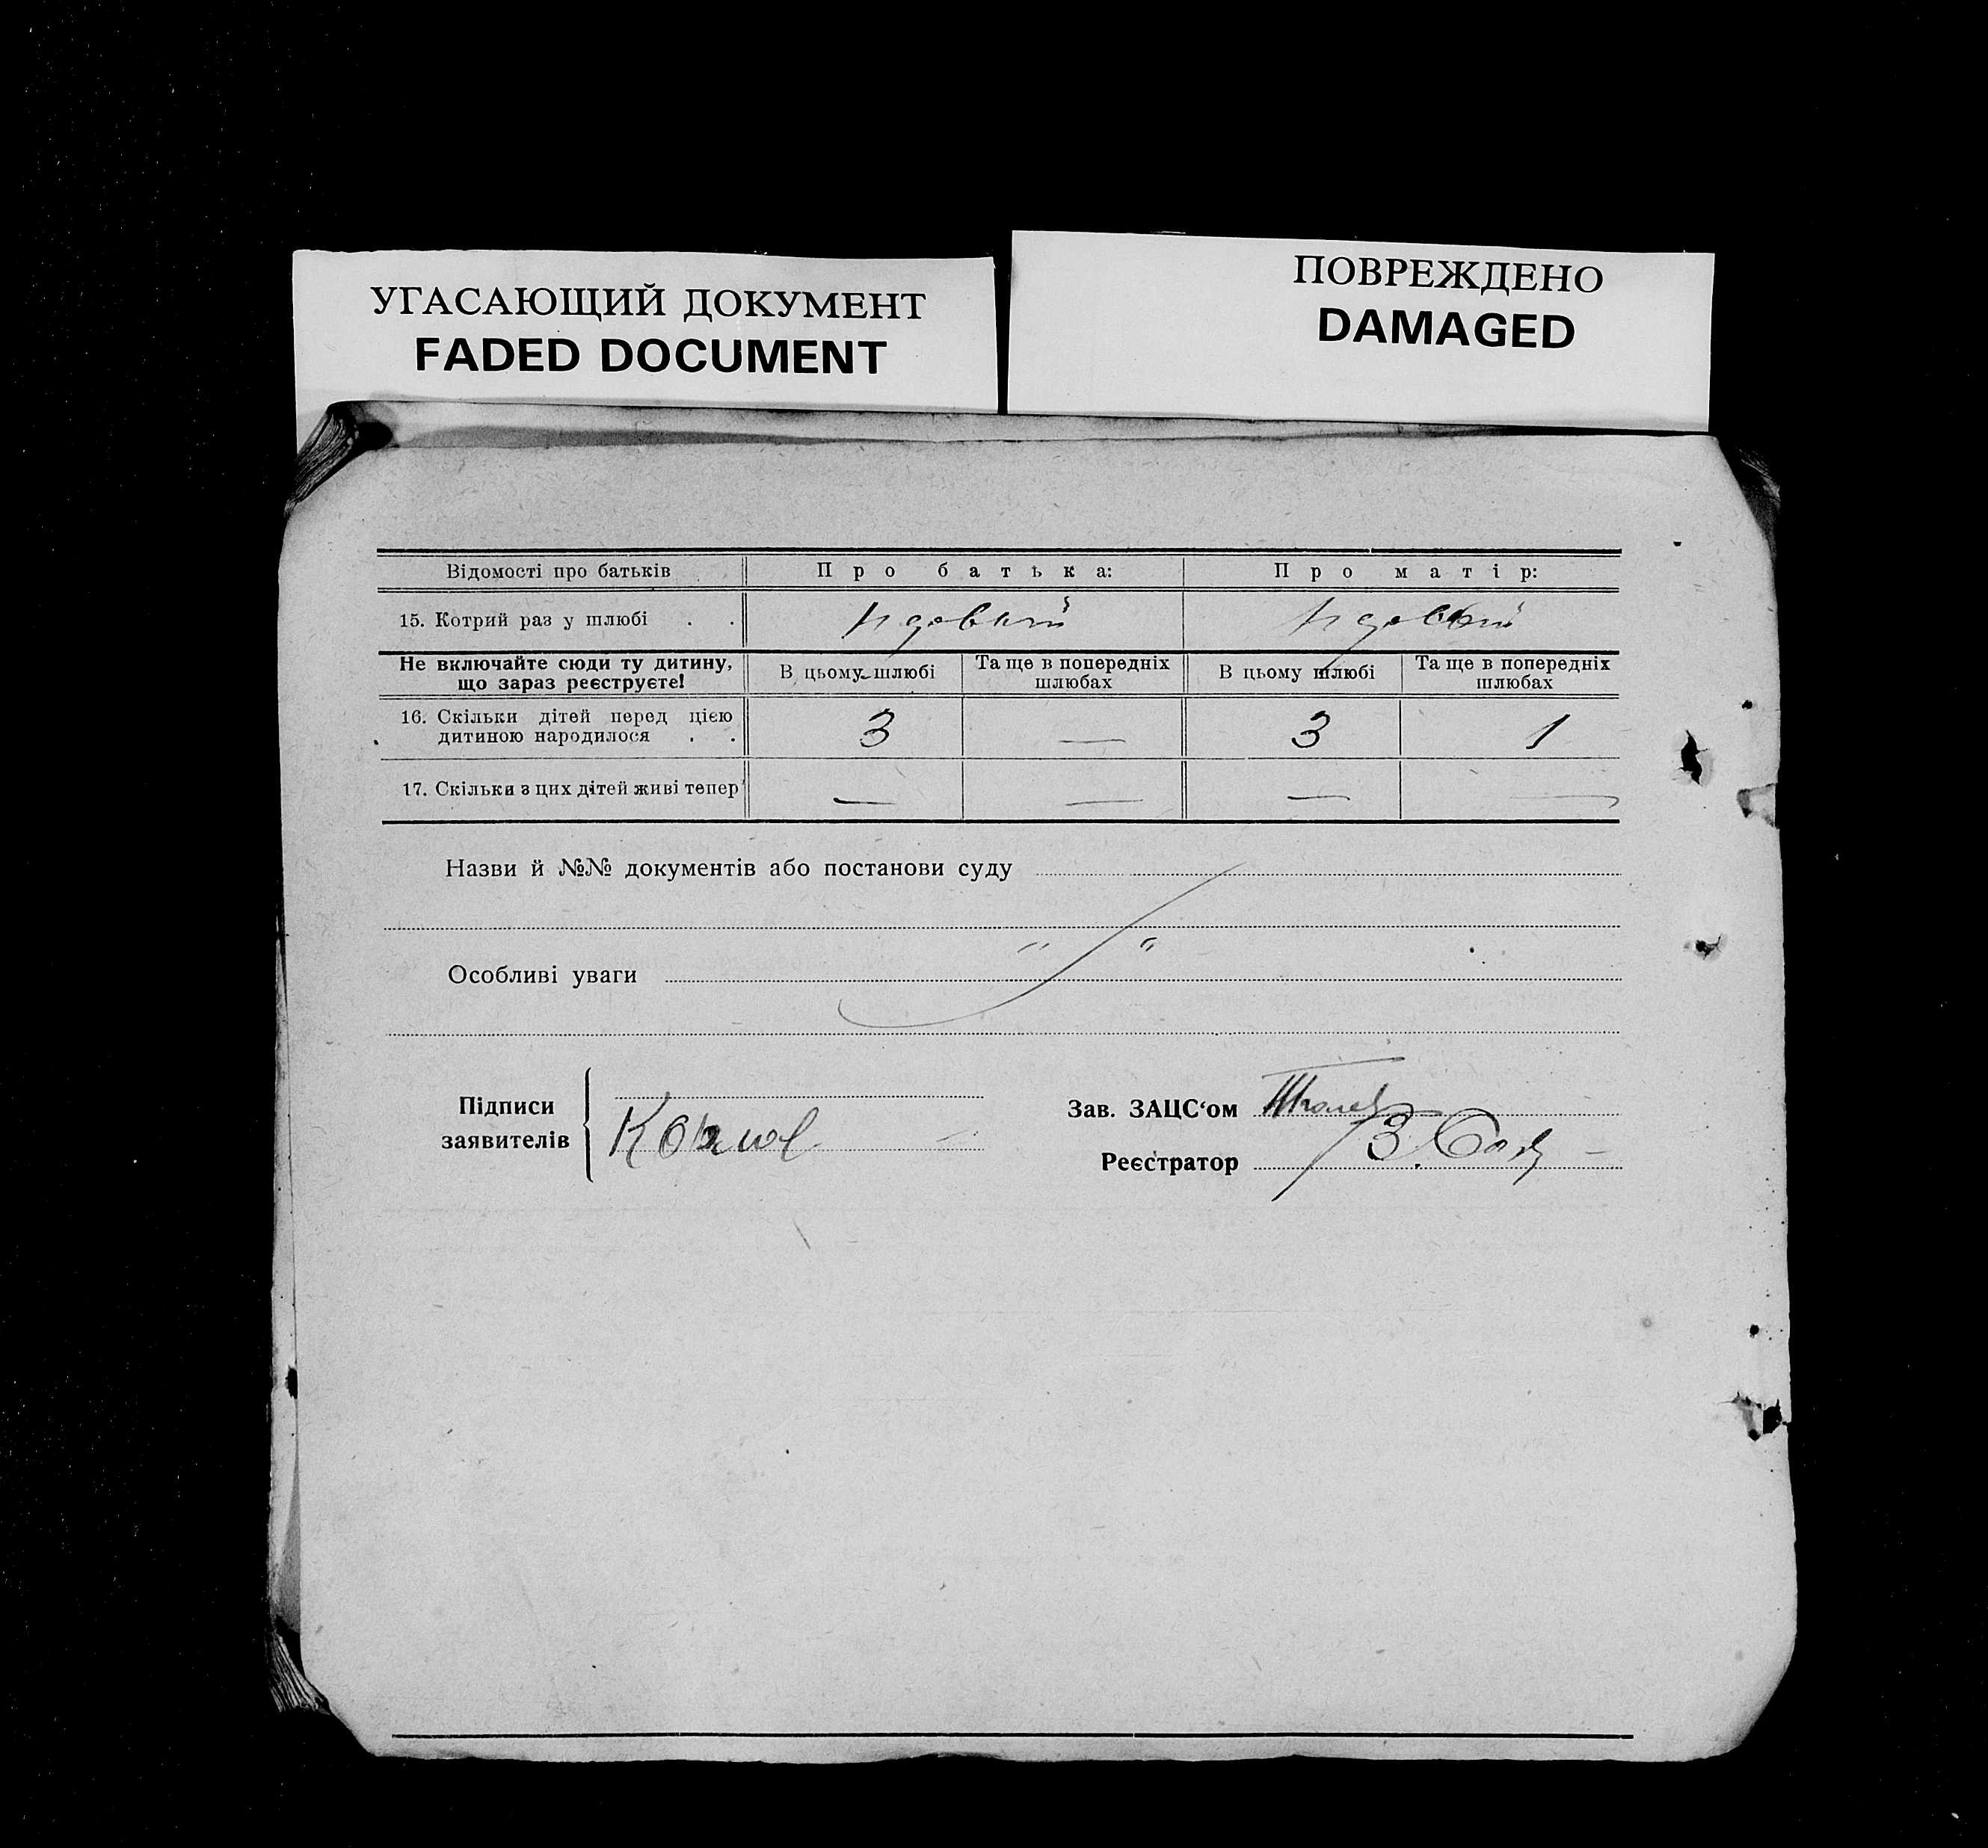 УГАСАЮЩИЙ ДОКУМЕНТ
FADED DOCUMENT
ПОВРЕЖДЕНО
DAMAGED
Відомості про батьків Про батька: Про матір:
15. Котрий раз у шлюбі . .
Не включайте сюди ту дитину, що зараз реєструєте! В цьому шлюбі Та ще в попередніх шлюбах В цьому шлюбі Та ще в попередніх шлюбах
16. Скільки дітей перед цією дитиною народилося . . 3 — 3 1
17. Скільки з цих дітей живі тепер — — — —
Назви й №№ документів або постанови суду
" "
Особливі уваги
Підписи заявителів
Зав. ЗАЦС‘ом
Реєстратор